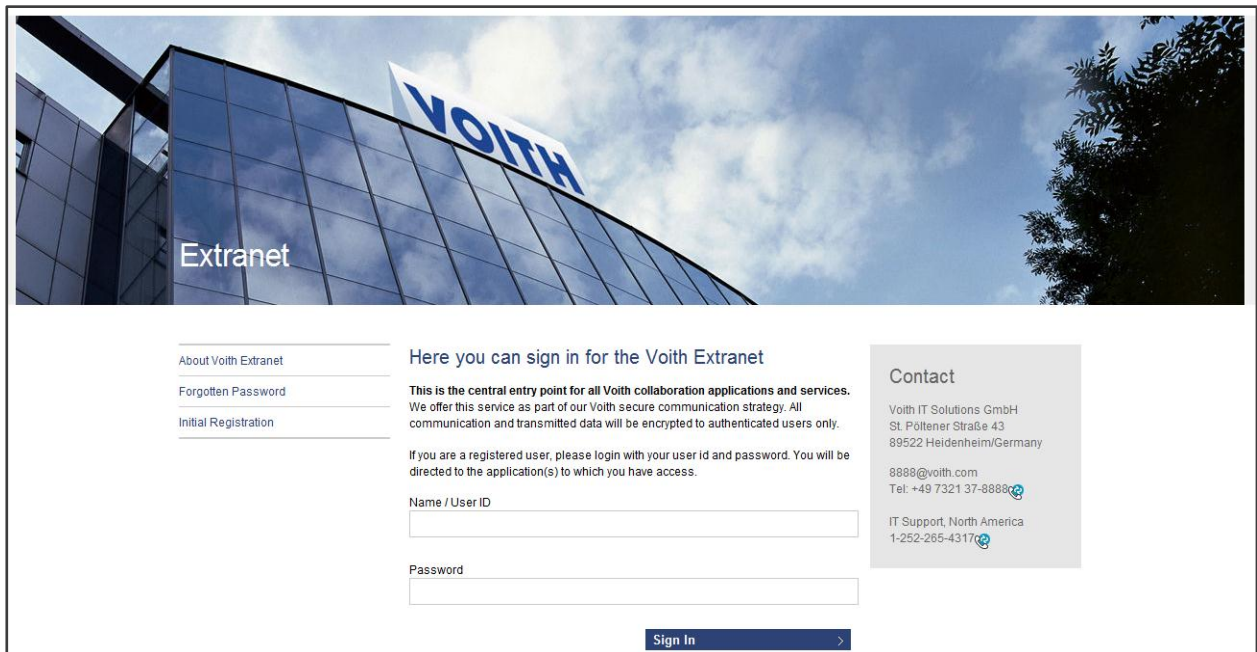 VOITH
Extranet
About Voith Extranet
Forgotten Password
Initial Registration
Here you can sign in for the Voith Extranet
This is the central entry point for all Voith collaboration applications and services.
We offer this service as part of our Voith secure communication strategy. All
communication and transmitted data will be encrypted to authenticated users only.
If you are a registered user, please login with your user id and password. You will be
directed to the application(s) to which you have access.
Name / User ID
Password
Sign In
Contact
Voith IT Solutions GmbH
St. Pöltener Straße 43
89522 Heidenheim/Germany
8888@voith.com
Tel: +49 7321 37-8888
IT Support, North America
1-252-265-4317